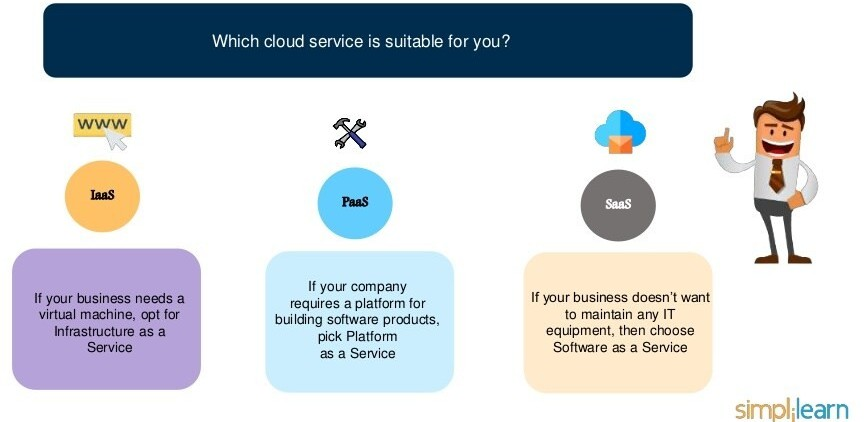 Which cloud service is suitable for you?
www
IaaS
PaaS
SaaS
If your business needs a
virtual machine, opt for
Infrastructure as a
Service
If your company
requires a platform for
building software products,
pick Platform
as a Service
If your business doesn't want
to maintain any IT
equipment, then choose
Software as a Service
simplilearn